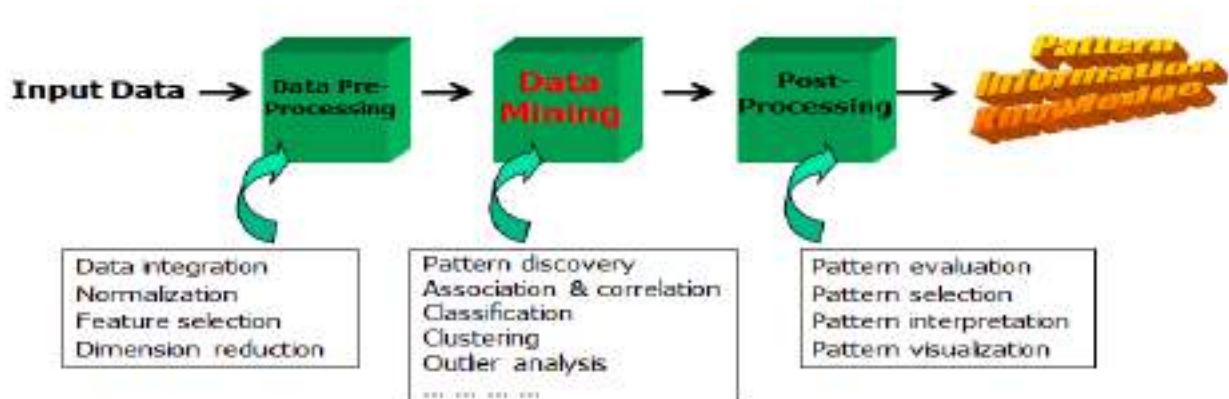 Input Data
Data Pre-
Processing
Data
Mining
Post-
Processing
Pattern
Information
Knowledge
Data integration
Normalization
Feature selection
Dimension reduction
Pattern discovery
Association & correlation
Classification
Clustering
Outlier analysis
... ... ... ...
Pattern evaluation
Pattern selection
Pattern interpretation
Pattern visualization